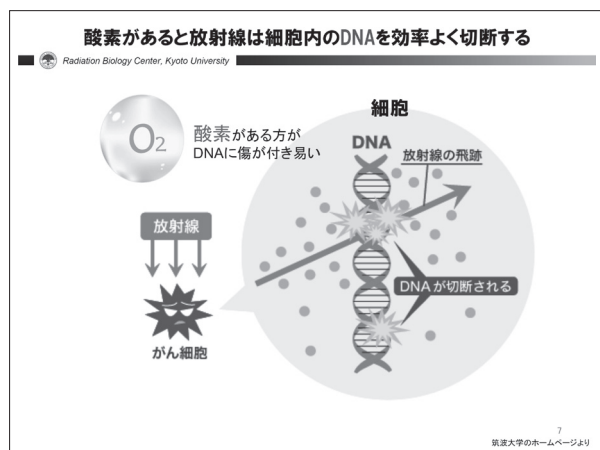 酸素があると放射線は細胞内のDNAを効率よく切断する
Radiation Biology Center, Kyoto University
O2
酸素がある方が
DNAに傷が付き易い
細胞
DNA
放射線の飛跡
放射線
DNAが切断される
がん細胞
7
筑波大学のホームページより